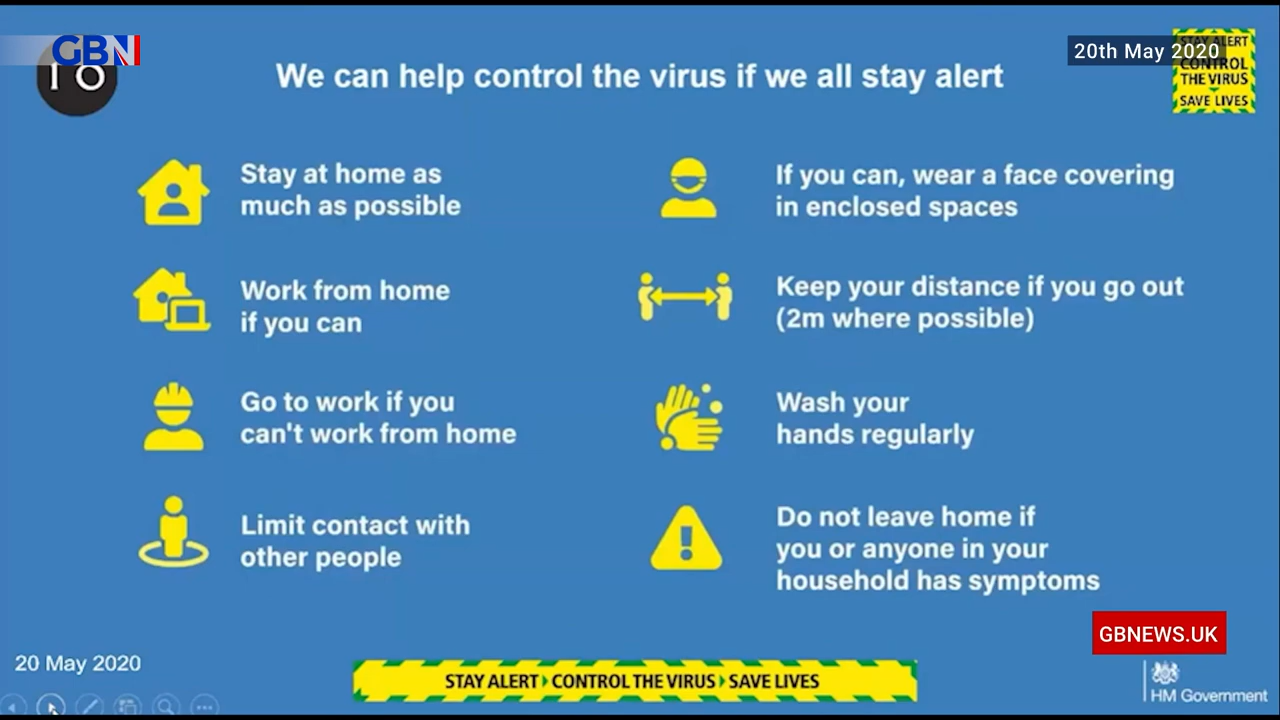 GBN
16
We can help control the virus if we all stay alert
20th May 2020
STAY ALERT
CONTROL
THE VIRUS
SAVE LIVES
Stay at home as
much as possible
Work from home
if you can
Go to work if you
can't work from home
Limit contact with
other people
If you can, wear a face covering
in enclosed spaces
Keep your distance if you go out
(2m where possible)
Wash your
hands regularly
Do not leave home if
you or anyone in your
household has symptoms
GBNEWS.UK
20 May 2020
STAY ALERT CONTROL THE VIRUS SAVE LIVES
HM Government